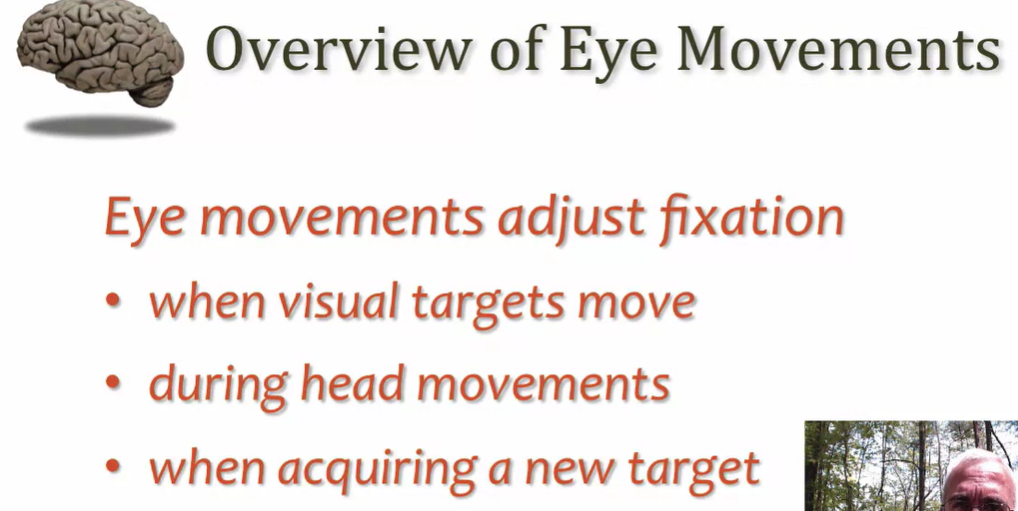 Overview of Eye Movements
Eye movements adjust fixation
• when visual targets move
• during head movements
• when acquiring a new target